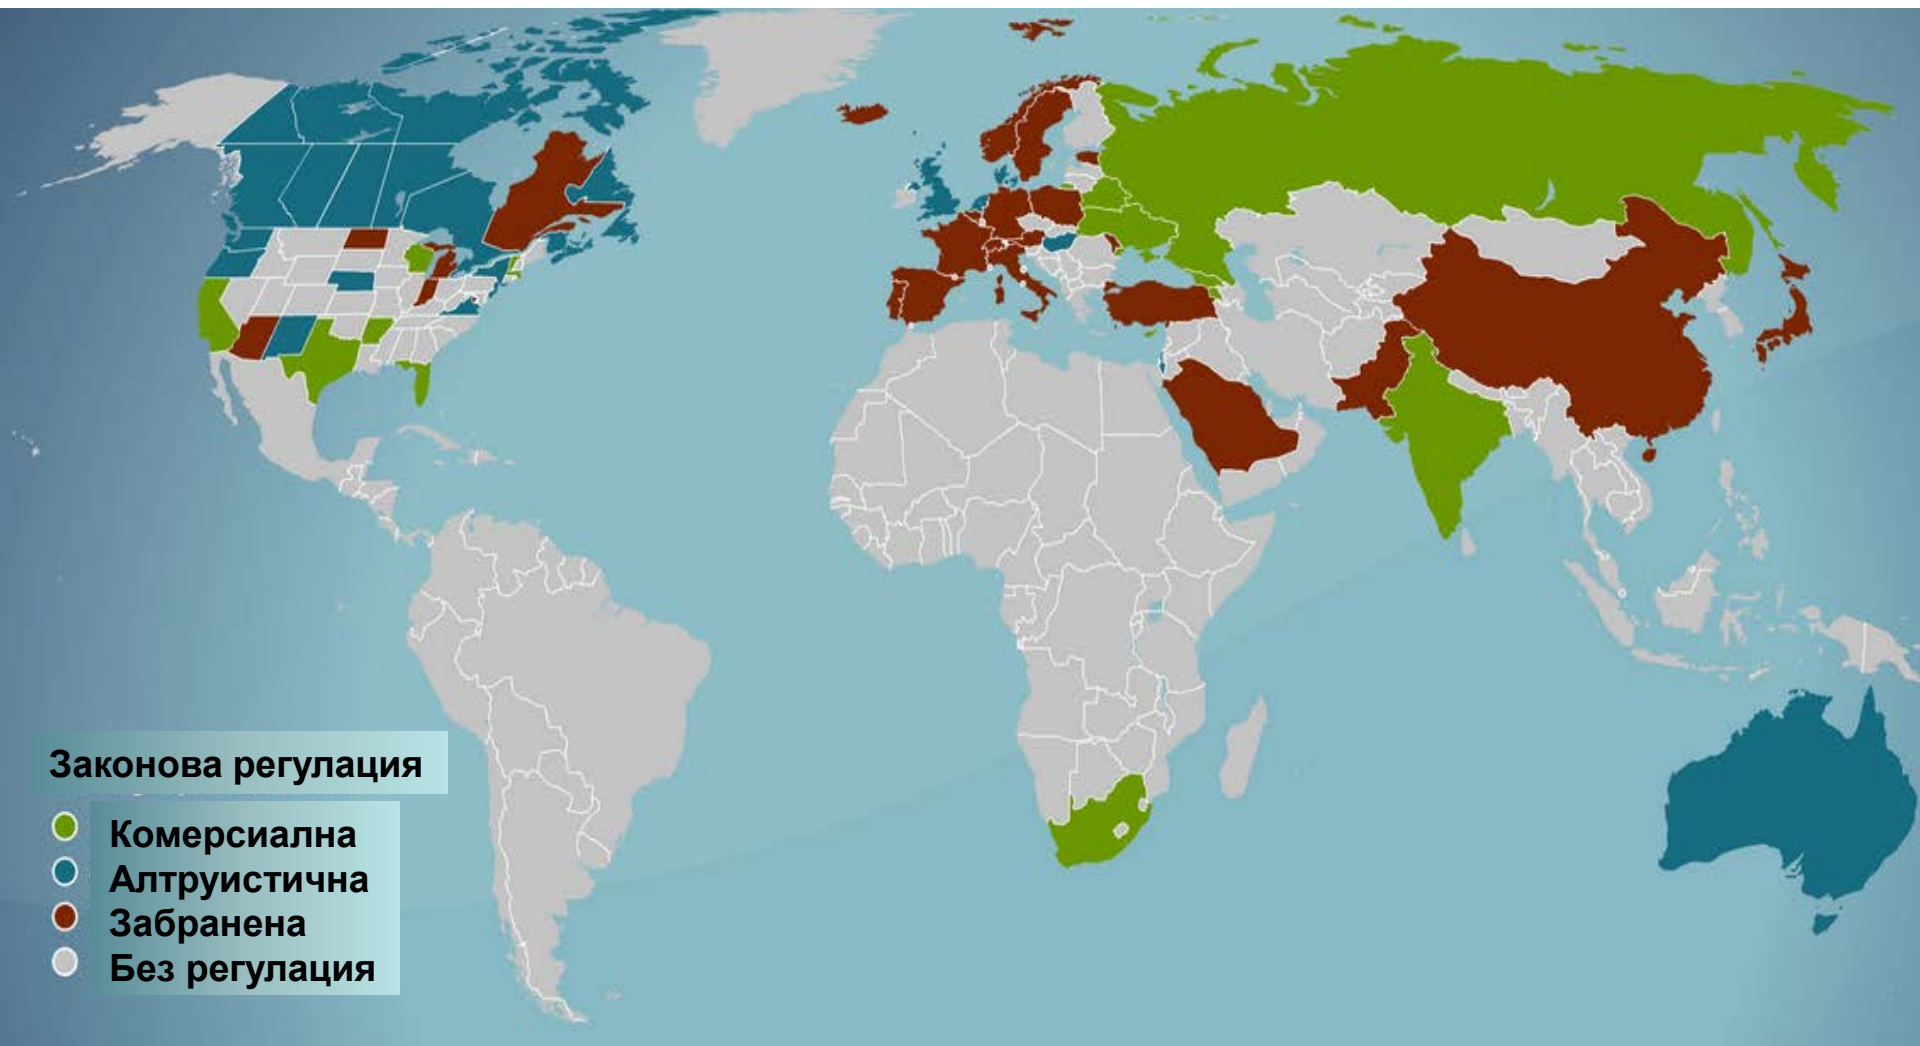 Законова регулация
Комерсиална
Алтруистична
Забранена
Без регулация